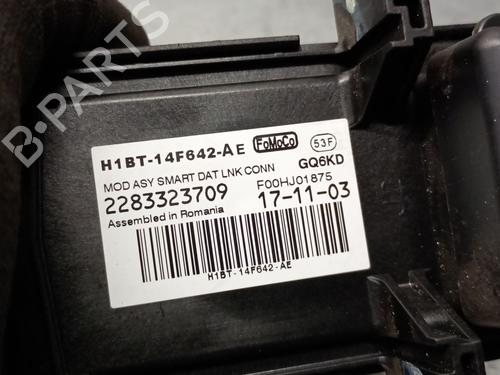 H1BT-14F642-AE FoMoCo 53F
MOD ASY SMART DAT LNK CONN GQ6KD
2283323709 F00HJ01875
Assembled in Romania 17-11-03
H1BT-14F642-AE
B-PARTS